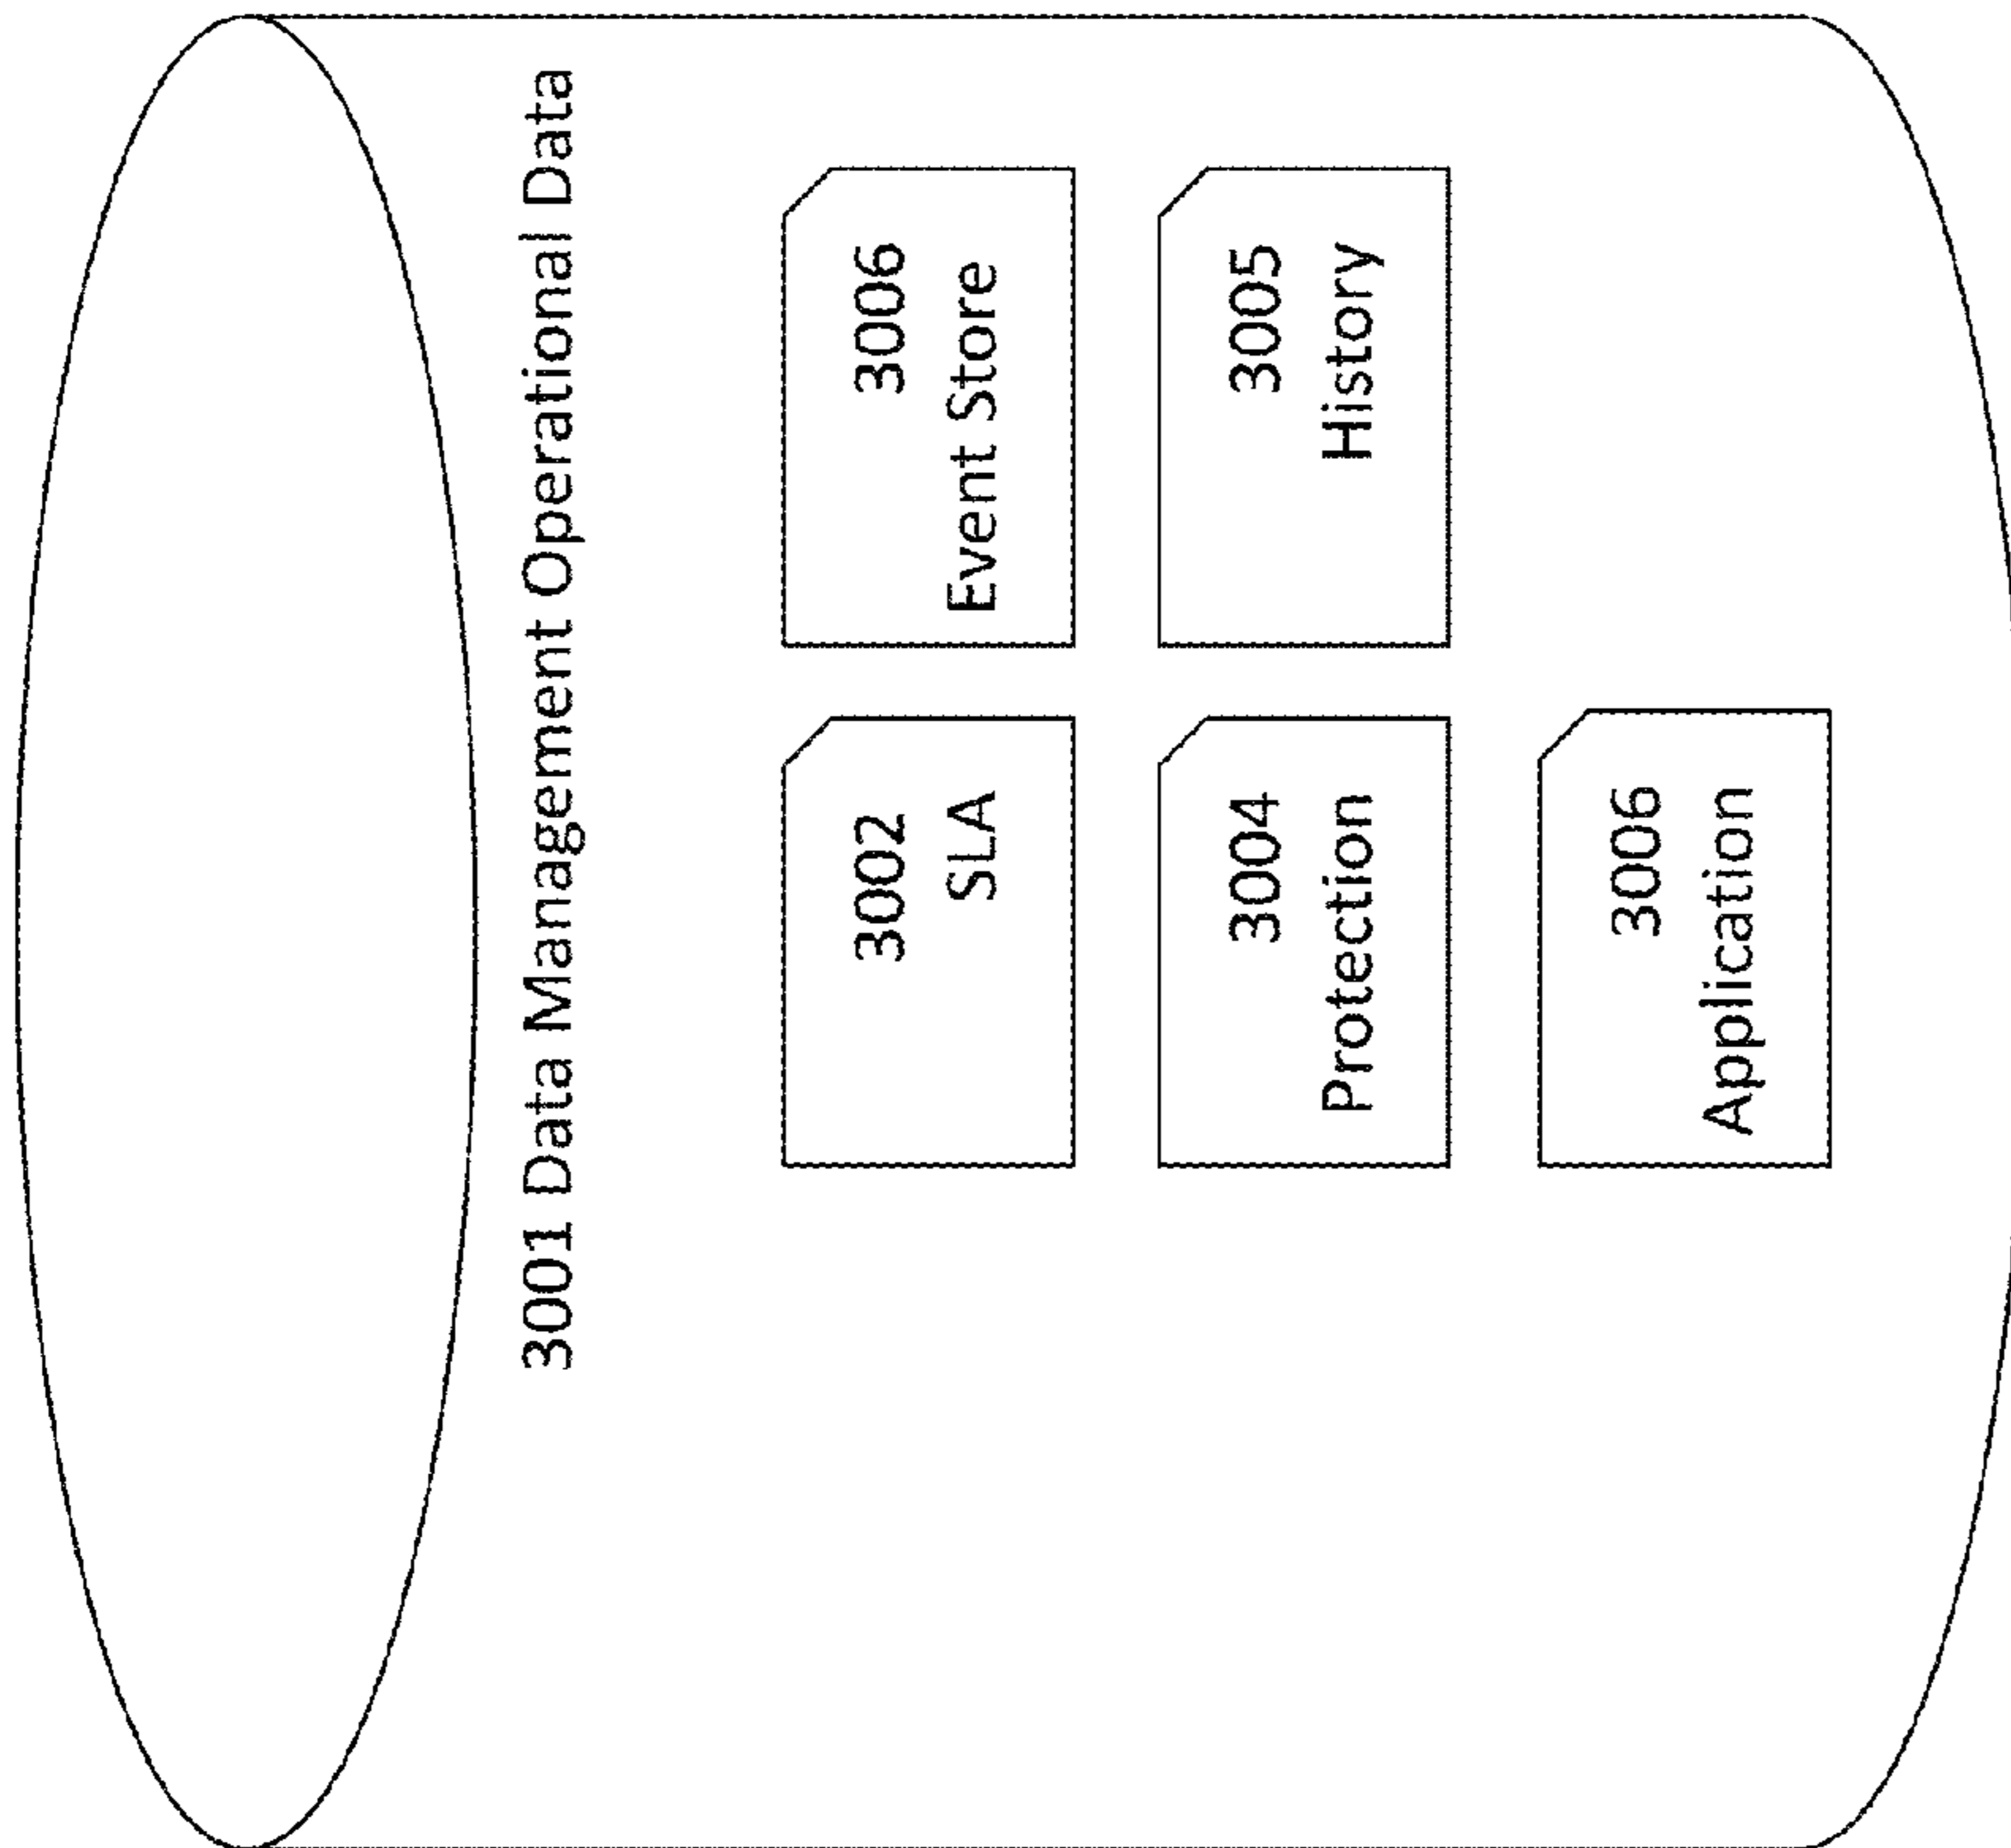 3001 Data Management Operational Data
3002
SLA
3006
Event Store
3004
Protection
3005
History
3006
Application